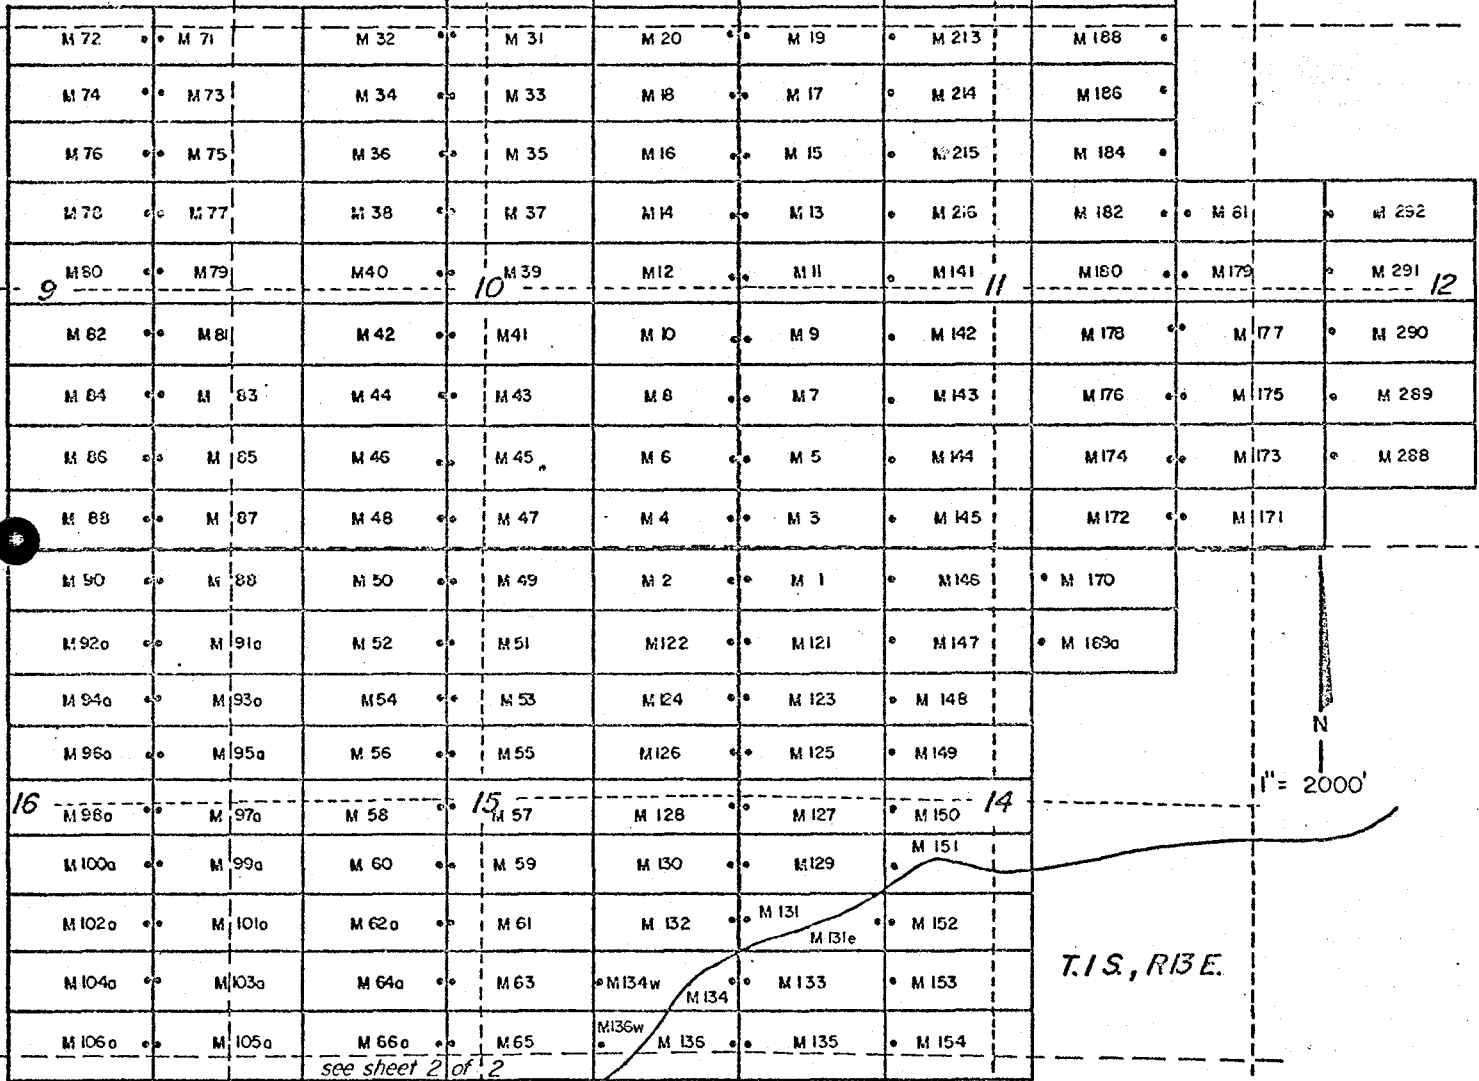 M 72 M 71 M 32 M 31 M 20 M 19 M 213 M 188
M 74 M 73 M 34 M 33 M 18 M 17 M 214 M 186
M 76 M 75 M 36 M 35 M 16 M 15 M 215 M 184
M 78 M 77 M 38 M 37 M 14 M 13 M 216 M 182 M 81 M 292
M 80 M 79 M 40 M 39 M 12 M 11 M 141 M 180 M 179 M 291
9 10 11 12
M 82 M 81 M 42 M 41 M 10 M 9 M 142 M 178 M 177 M 290
M 84 M 83 M 44 M 43 M 8 M 7 M 143 M 176 M 175 M 289
M 86 M 85 M 46 M 45 M 6 M 5 M 144 M 174 M 173 M 288
M 88 M 87 M 48 M 47 M 4 M 3 M 145 M 172 M 171
M 90 M 88 M 50 M 49 M 2 M 1 M 146 M 170
M 92a M 91a M 52 M 51 M 122 M 121 M 147 M 169a
M 94a M 93a M 54 M 53 M 124 M 123 M 148
N
M 96a M 95a M 56 M 55 M 126 M 125 M 149
1" = 2000'
16 15 14
M 98a M 97a M 58 M 57 M 128 M 127 M 150
M 151
M 100a M 99a M 60 M 59 M 130 M 129
M 131
M 102a M 101a M 62a M 61 M 132 M 152
M 131e
T.1 S., R13 E.
M 104a M 103a M 64a M 63 M 134w M 133 M 153
M 134
M 136w
M 106a M 105a M 66a M 65 M 136 M 135 M 154
see sheet 2 of 2